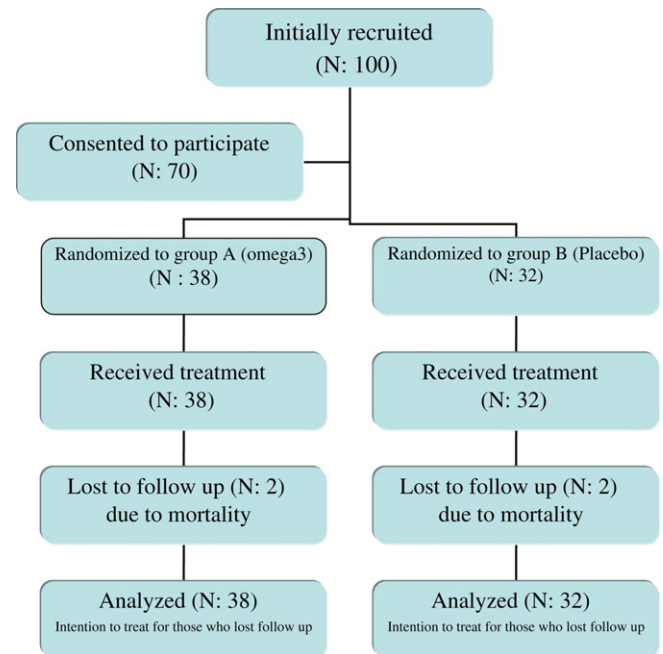 Initially recruited
(N: 100)
Consented to participate
(N: 70)
Randomized to group A (omega3)
(N : 38)
Randomized to group B (Placebo)
(N: 32)
Received treatment
(N: 38)
Received treatment
(N: 32)
Lost to follow up (N: 2)
due to mortality
Lost to follow up (N: 2)
due to mortality
Analyzed (N: 38)
Intention to treat for those who lost follow up
Analyzed (N: 32)
Intention to treat for those who lost follow up